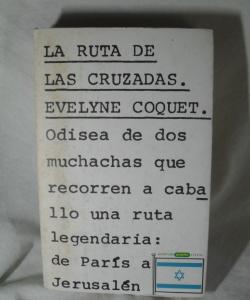 LA RUTA DE
LAS CRUZADAS.
EVELYNE COQUET.
Odisea de dos
muchachas que
recorren a caba
llo una ruta
legendaria:
de París a
Jerusalén